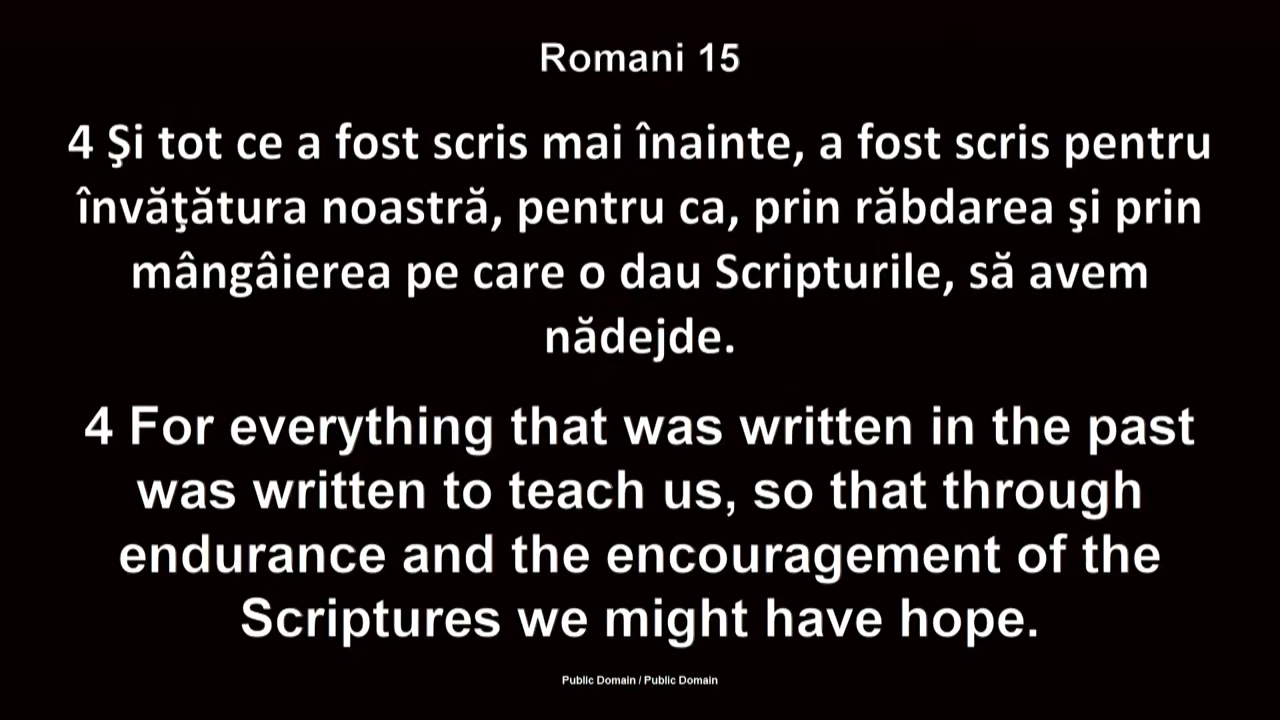 Romani 15
4 Şi tot ce a fost scris mai înainte, a fost scris pentru
învăţătura noastră, pentru ca, prin răbdarea şi prin
mângâierea pe care o dau Scripturile, să avem
nădejde.
4 For everything that was written in the past
was written to teach us, so that through
endurance and the encouragement of the
Scriptures we might have hope.
Public Domain / Public Domain